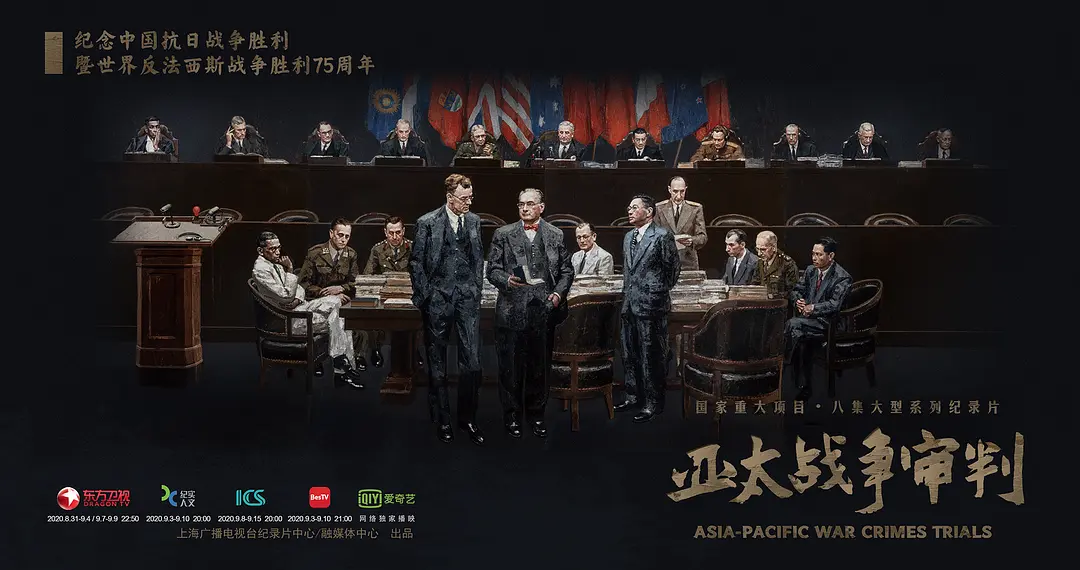 纪念中国抗日战争胜利
暨世界反法西斯战争胜利75周年
国家重大项目·八集大型系列纪录片
亚太战争审判
ASIA-PACIFIC WAR CRIMES TRIALS
东方卫视
DRAGON TV
2020.8.31-9.4 / 9.7-9.9 22:50
纪实
人文
2020.9.3-9.10 20:00
ICS
2020.9.8-9.15 20:00
BesTV
2020.9.3-9.10 21:00
iQIYI 爱奇艺
网络独家播映
上海广播电视台纪录片中心/融媒体中心 出品